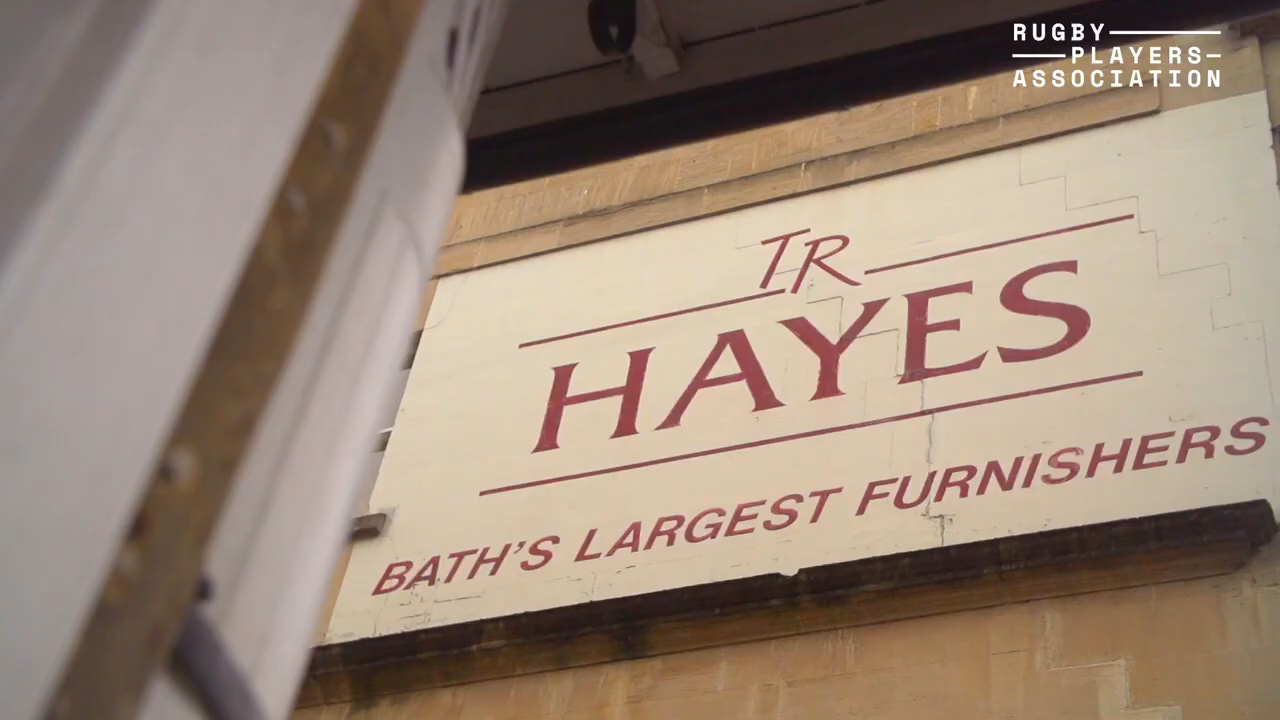 RUGBY
PLAYERS
ASSOCIATION
TR
HAYES
BATH'S LARGEST FURNISHERS